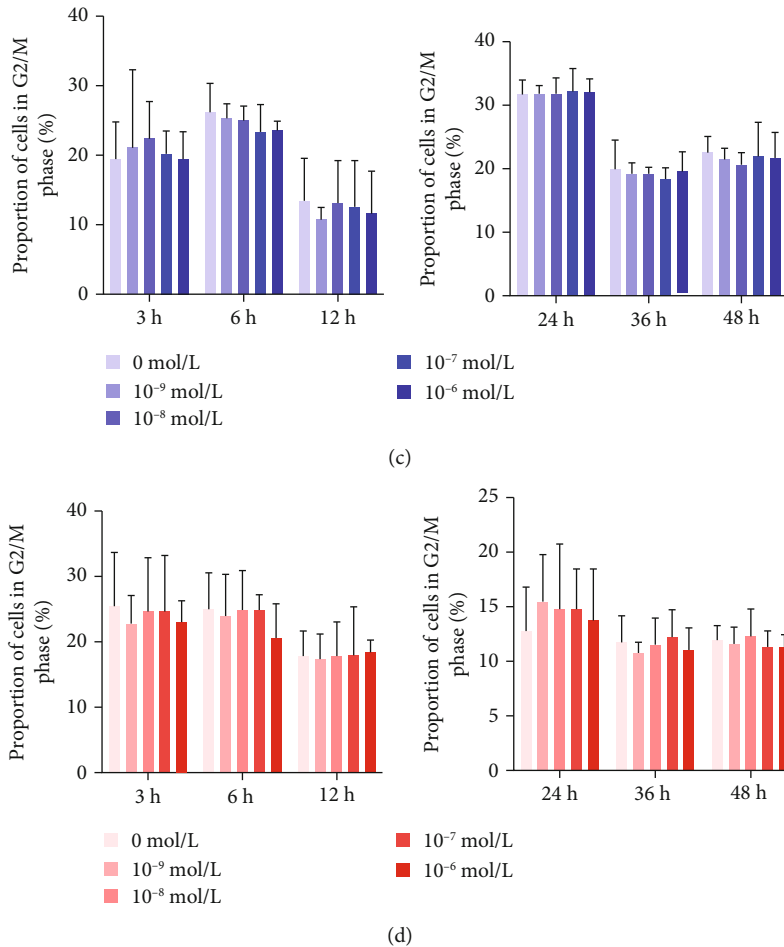 Proportion of cells in G2/M
phase (%)
40
30
20
10
0
3 h
6 h
12 h
Proportion of cells in G2/M
phase (%)
40
30
20
10
0
24 h
36 h
48 h
0 mol/L
10⁻⁹ mol/L
10⁻⁸ mol/L
10⁻⁷ mol/L
10⁻⁶ mol/L
(c)
Proportion of cells in G2/M
phase (%)
40
30
20
10
0
3 h
6 h
12 h
Proportion of cells in G2/M
phase (%)
25
20
15
10
5
0
24 h
36 h
48 h
0 mol/L
10⁻⁹ mol/L
10⁻⁸ mol/L
10⁻⁷ mol/L
10⁻⁶ mol/L
(d)